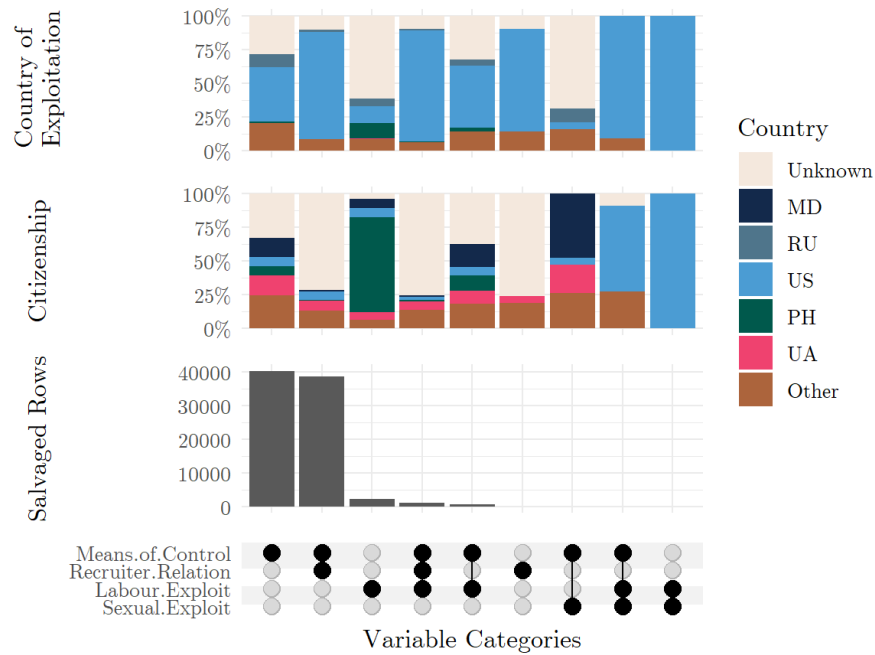 Country of
Exploitation
100%
75%
50%
25%
0%
Citizenship
100%
75%
50%
25%
0%
Salvaged Rows
40000
30000
20000
10000
0
Means.of.Control
Recruiter.Relation
Labour.Exploit
Sexual.Exploit
Variable Categories
Country
Unknown
MD
RU
US
PH
UA
Other